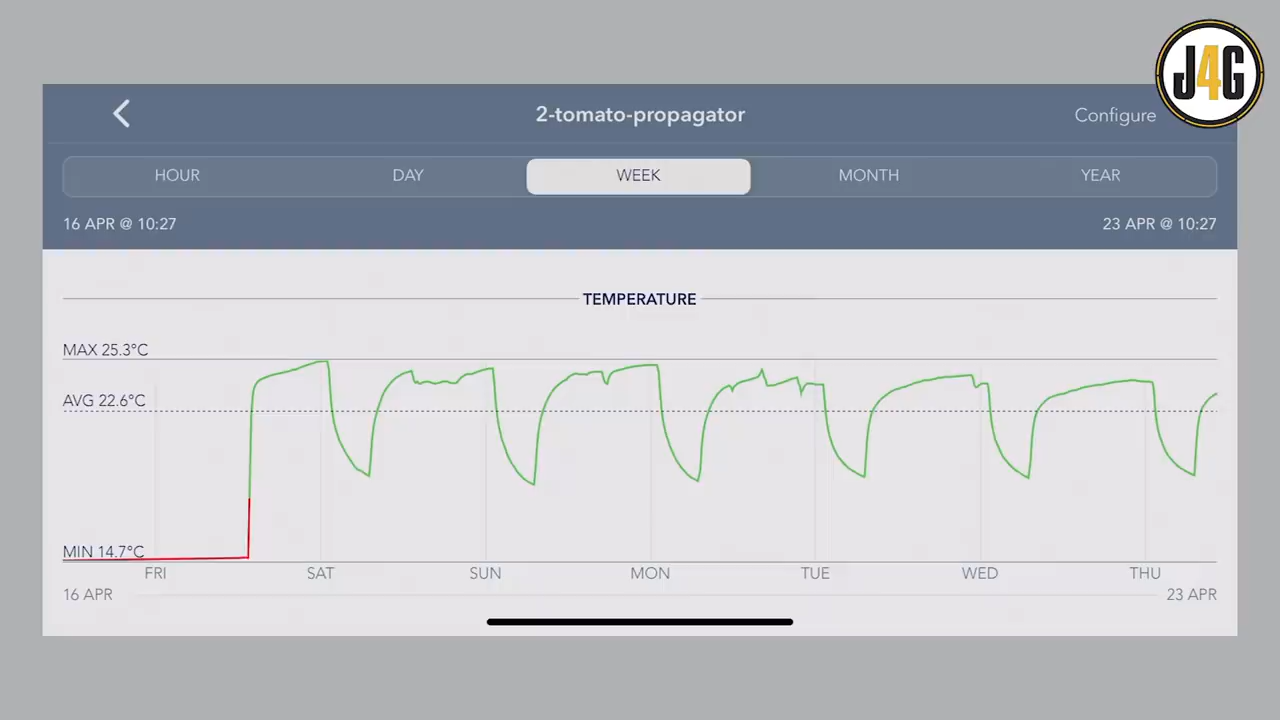 J4G
2-tomato-propagator
Configure
HOUR DAY WEEK MONTH YEAR
16 APR @ 10:27 23 APR @ 10:27
TEMPERATURE
MAX 25.3°C
AVG 22.6°C
MIN 14.7°C
FRI SAT SUN MON TUE WED THU
16 APR 23 APR